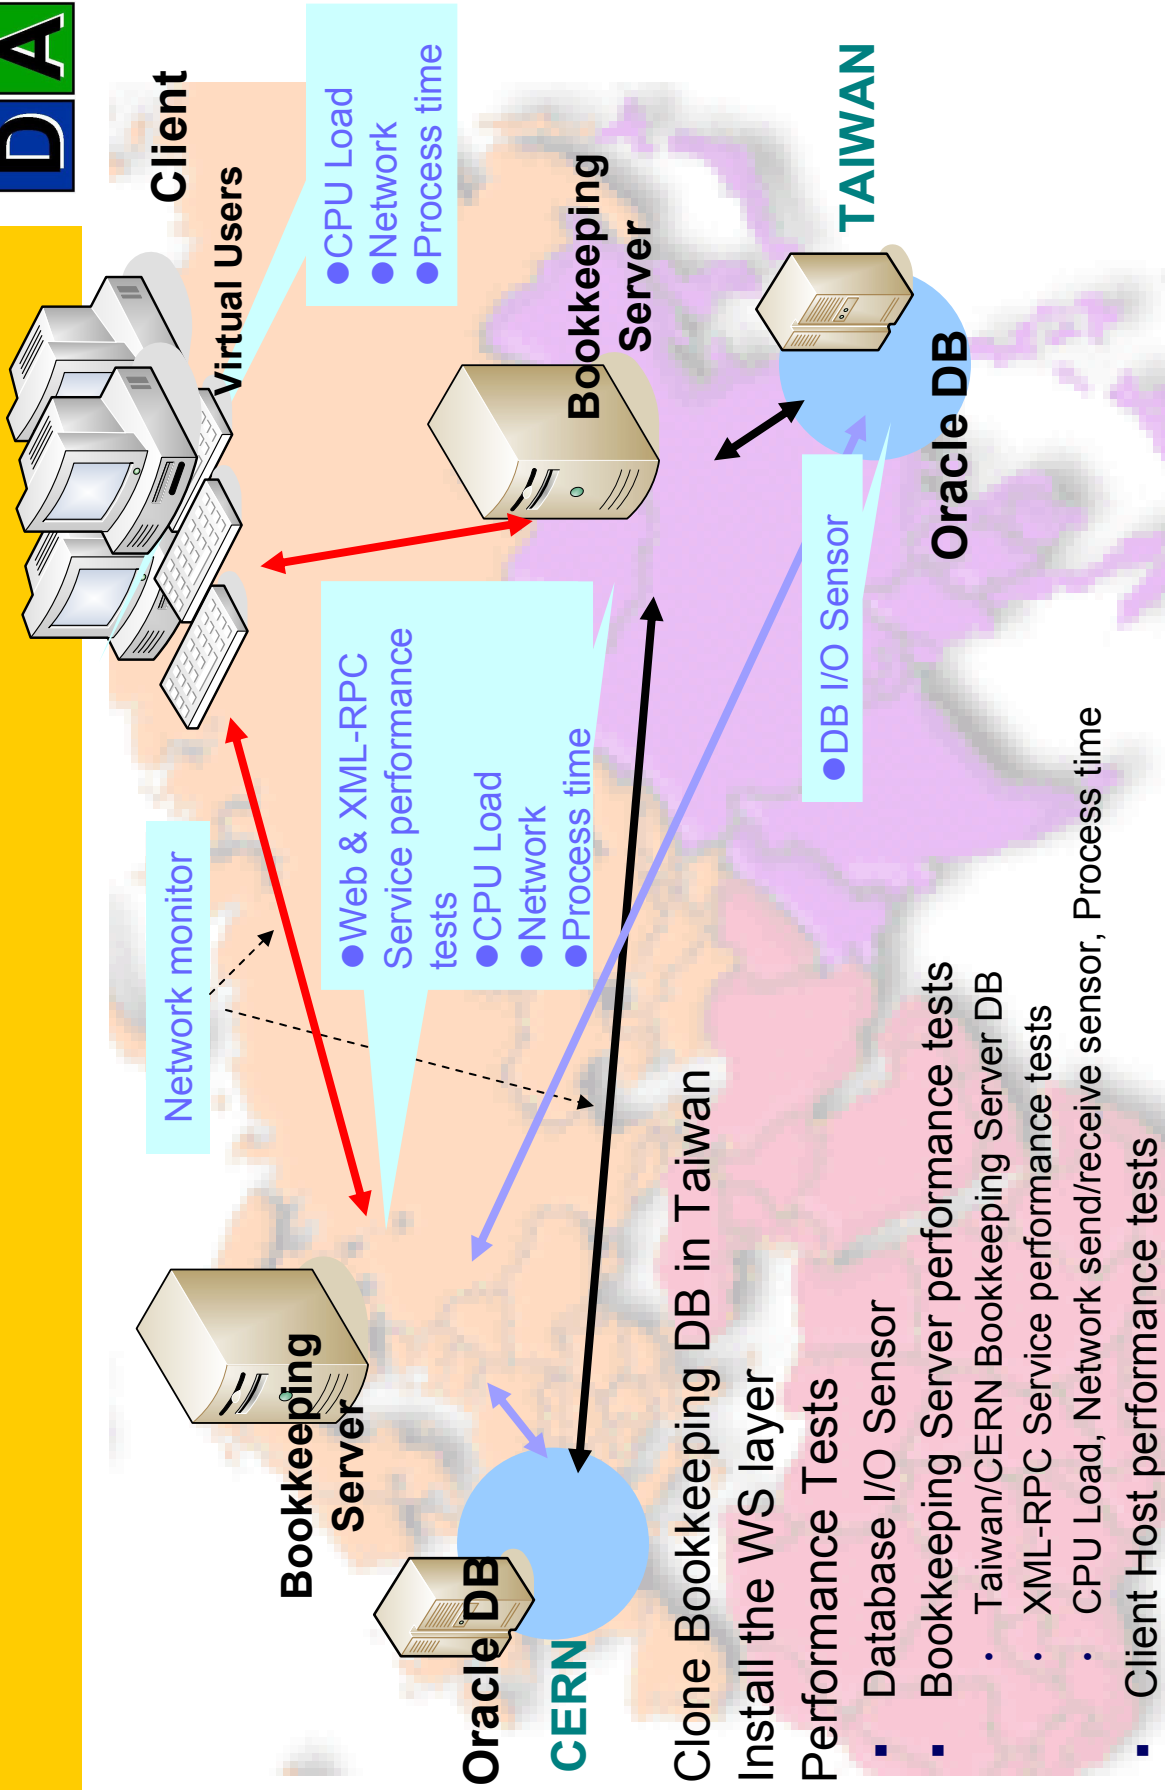 DA
Client
Virtual Users
●CPU Load
●Network
●Process time
Network monitor
Bookkeeping
Server
●Web & XML-RPC
Service performance
tests
●CPU Load
●Network
●Process time
Bookkeeping
Server
TAIWAN
●DB I/O Sensor
Oracle DB
Oracle DB
CERN
Clone Bookkeeping DB in Taiwan
Install the WS layer
Performance Tests
▪ Database I/O Sensor
▪ Bookkeeping Server performance tests
• Taiwan/CERN Bookkeeping Server DB
• XML-RPC Service performance tests
• CPU Load, Network send/receive sensor, Process time
▪ Client Host performance tests